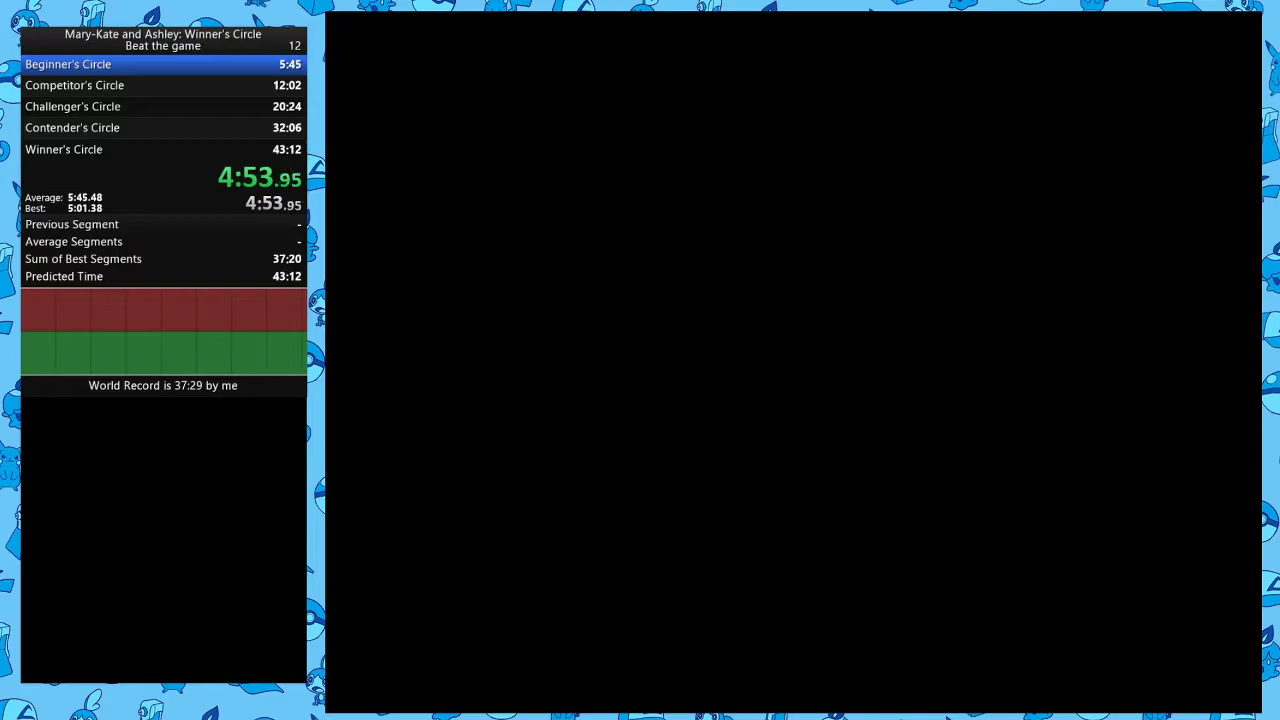 Mary-Kate and Ashley: Winner's Circle
Beat the game 12
Beginner's Circle 5:45
Competitor's Circle 12:02
Challenger's Circle 20:24
Contender's Circle 32:06
Winner's Circle 43:12
4:53.95
Average: 5:45.48
Best: 5:01.38
4:53.95
Previous Segment -
Average Segments -
Sum of Best Segments 37:20
Predicted Time 43:12
World Record is 37:29 by me